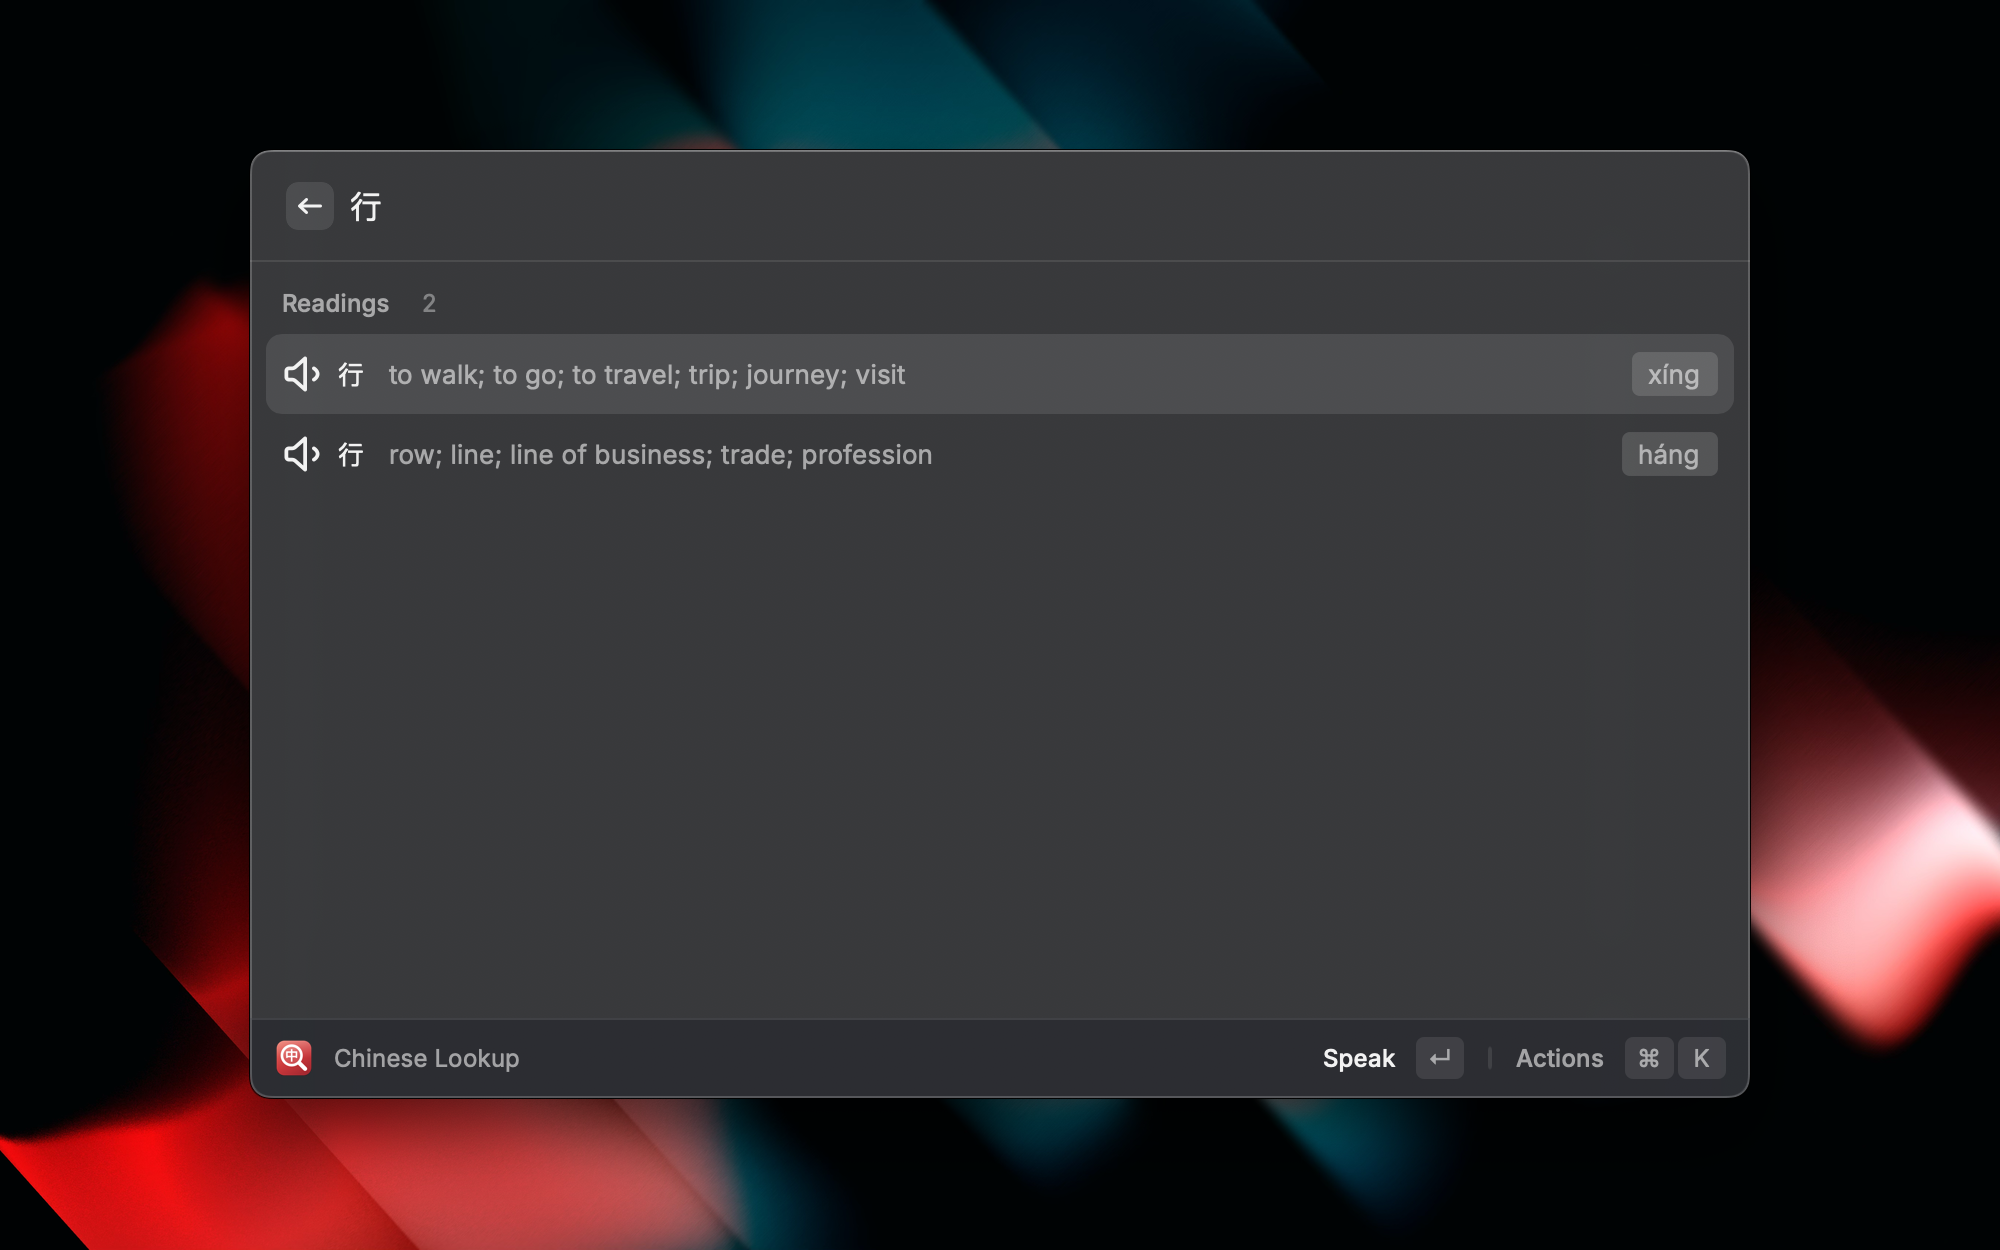 行
Readings 2
行 to walk; to go; to travel; trip; journey; visit xíng
行 row; line; line of business; trade; profession háng
中 Chinese Lookup Speak ↵ Actions ⌘ K